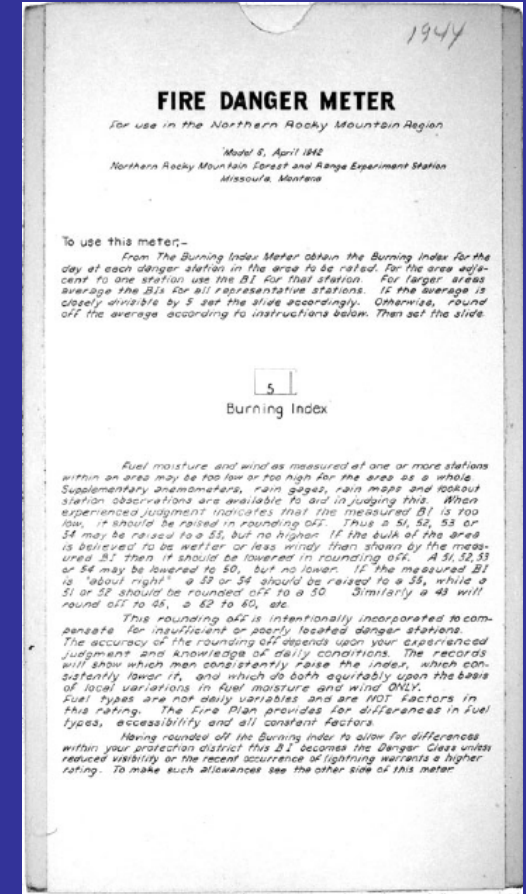 1944
FIRE DANGER METER
For use in the Northern Rocky Mountain Region
Model 6, April 1942
Northern Rocky Mountain Forest and Range Experiment Station
Missoula, Montana
To use this meter;-
From The Burning Index Meter obtain the Burning Index for the
day at each danger station in the area to be rated. For the area adja-
cent to one station use the BI for that station. For larger areas
average the BIs for all representative stations. If the average is
closely divisible by 5 set the slide accordingly. Otherwise, round
off the average according to instructions below. Then set the slide.
5
Burning Index
Fuel moisture and wind as measured at one or more stations
within an area may be too low or too high for the area as a whole.
Supplementary anemometers, rain gages, rain maps and lookout
station observations are available to aid in judging this. When
experienced judgment indicates that the measured BI is too
low, it should be raised in rounding off. Thus a 51, 52, 53 or
54 may be raised to a 55, but no higher. If the bulk of the area
is believed to be wetter or less windy than shown by the meas-
ured BI then it should be lowered in rounding off. A 51, 52, 53
or 54 may be lowered to 50, but no lower. If the measured BI
is "about right" a 53 or 54 should be raised to a 55, while a
51 or 52 should be rounded off to a 50. Similarly a 43 will
round off to 45, a 62 to 60, etc.
This rounding off is intentionally incorporated to com-
pensate for insufficient or poorly located danger stations.
The accuracy of the rounding off depends upon your experienced
judgment and knowledge of daily conditions. The records
will show which men consistently raise the index, which con-
sistently lower it, and which do both equitably upon the basis
of local variations in fuel moisture and wind ONLY.
Fuel types are not daily variables and are NOT factors in
this rating. The Fire Plan provides for differences in fuel
types, accessibility and all constant factors.
Having rounded off the Burning Index to allow for differences
within your protection district this BI becomes the Danger Class unless
reduced visibility or the recent occurrence of lightning warrants a higher
rating. To make such allowances see the other side of this meter.